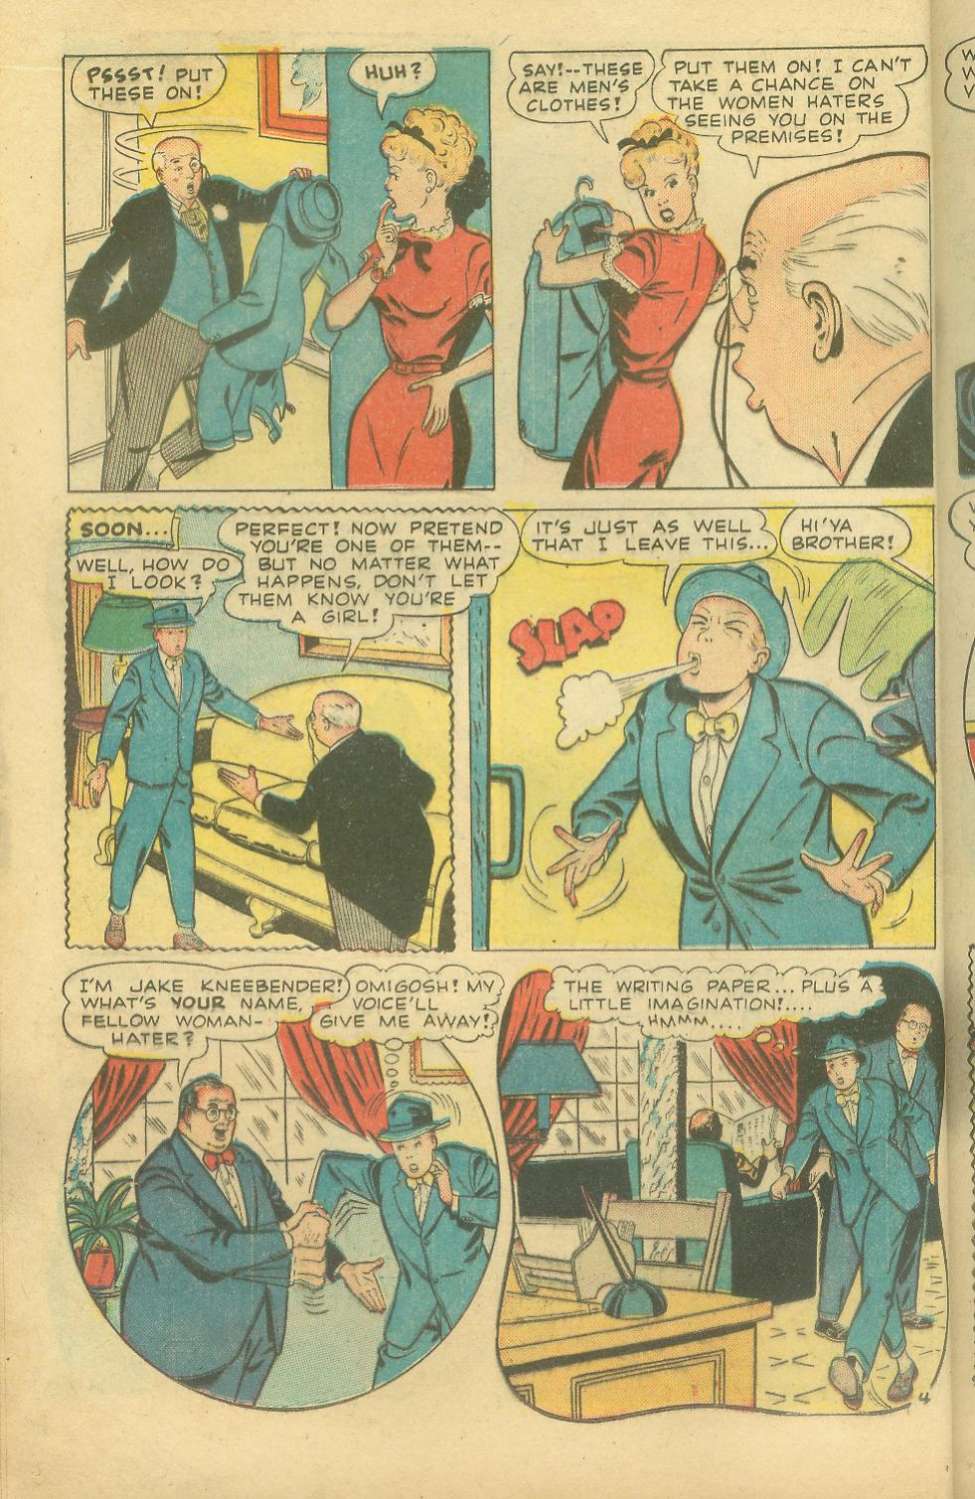 PSSST! PUT
THESE ON!
HUH?
SAY!--THESE
ARE MEN'S
CLOTHES!
PUT THEM ON! I CAN'T
TAKE A CHANCE ON
THE WOMEN HATERS
SEEING YOU ON THE
PREMISES!
SOON...
WELL, HOW DO
I LOOK?
PERFECT! NOW PRETEND
YOU'RE ONE OF THEM--
BUT NO MATTER WHAT
HAPPENS, DON'T LET
THEM KNOW YOU'RE
A GIRL!
IT'S JUST AS WELL
THAT I LEAVE THIS...
SLAP
HI'YA
BROTHER!
I'M JAKE KNEEBENDER!
WHAT'S YOUR NAME,
FELLOW WOMAN-
HATER?
OMIGOSH! MY
VOICE'LL
GIVE ME AWAY!
THE WRITING PAPER... PLUS A
LITTLE IMAGINATION!....
HMMM....
4